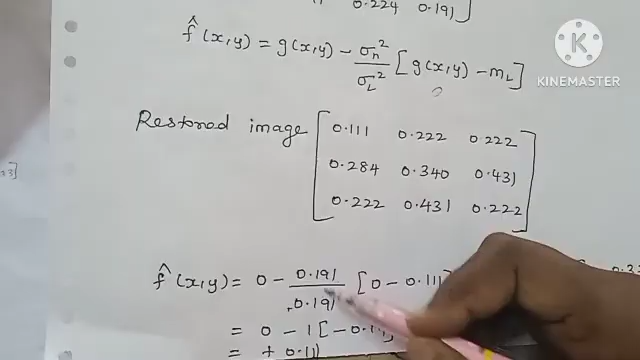 0.224 0.191]
f̂(x,y) = g(x,y) − σn²/σL² [g(x,y) − mL]
KINEMASTER
Restored image [0.111 0.222 0.222
0.284 0.340 0.431
0.222 0.431 0.222]
f̂(x,y) = 0 − 0.191/0.191 [0 − 0.111]
= 0 − 1[−0.11]
= + 0.11)